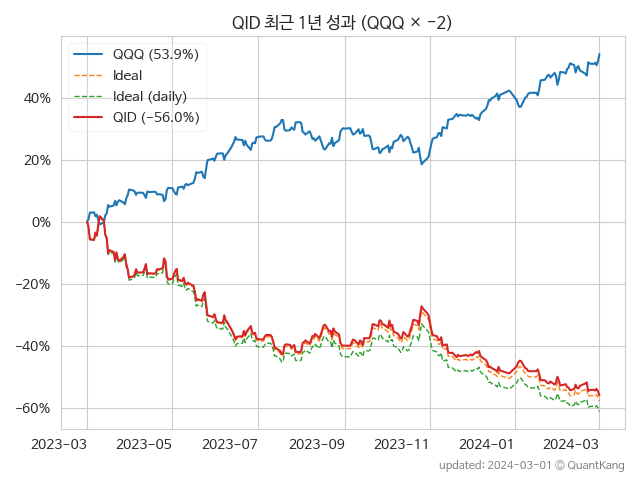 QID 최근 1년 성과 (QQQ × −2)
QQQ (53.9%)
Ideal
Ideal (daily)
QID (−56.0%)
40%
20%
0%
−20%
−40%
−60%
2023-03
2023-05
2023-07
2023-09
2023-11
2024-01
2024-03
updated: 2024-03-01 © QuantKang